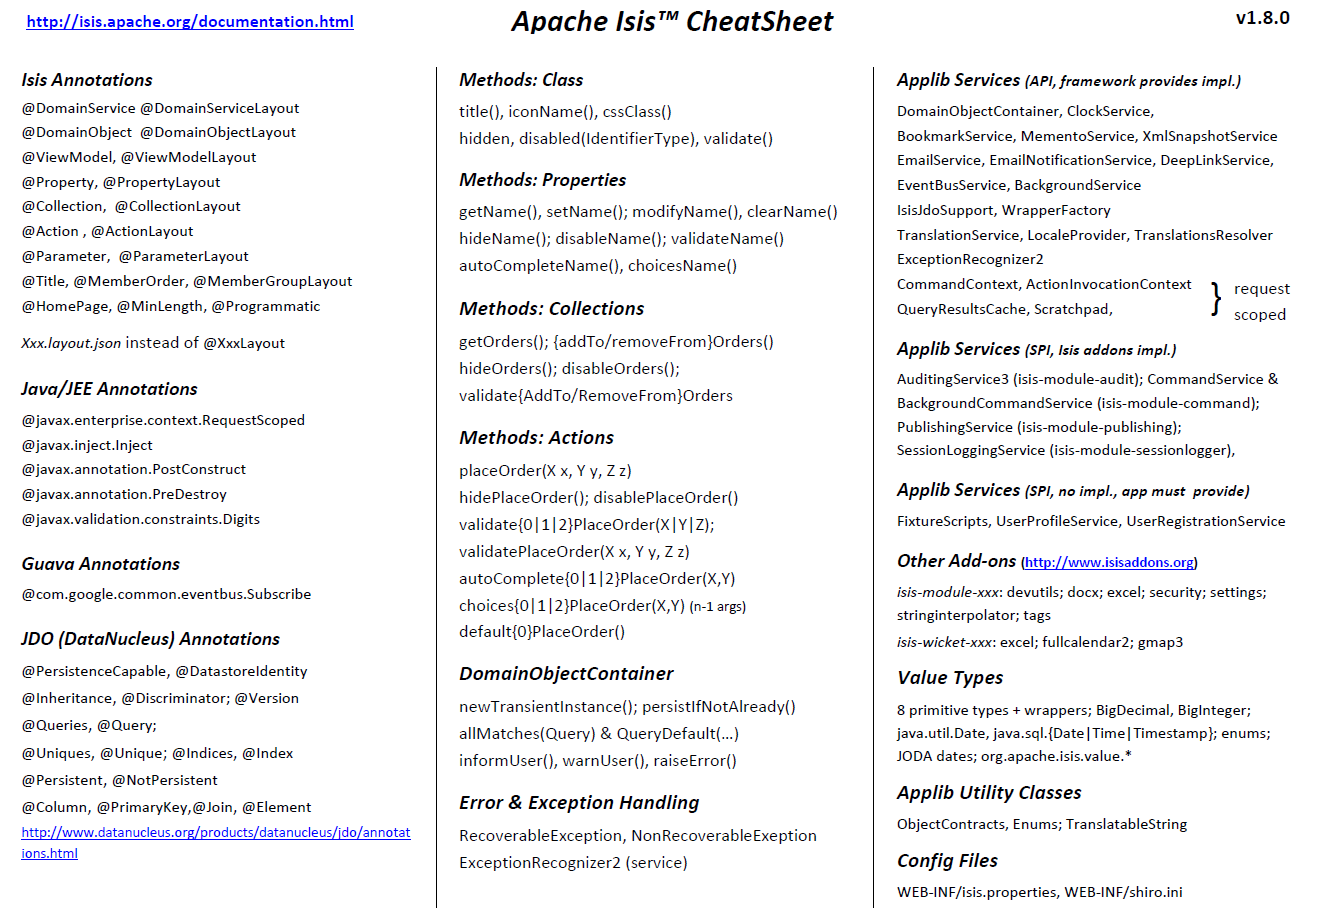 http://isis.apache.org/documentation.html
Apache Isis™ CheatSheet
v1.8.0
Isis Annotations
@DomainService @DomainServiceLayout
@DomainObject @DomainObjectLayout
@ViewModel, @ViewModelLayout
@Property, @PropertyLayout
@Collection, @CollectionLayout
@Action , @ActionLayout
@Parameter, @ParameterLayout
@Title, @MemberOrder, @MemberGroupLayout
@HomePage, @MinLength, @Programmatic
Xxx.layout.json instead of @XxxLayout
Java/JEE Annotations
@javax.enterprise.context.RequestScoped
@javax.inject.Inject
@javax.annotation.PostConstruct
@javax.annotation.PreDestroy
@javax.validation.constraints.Digits
Guava Annotations
@com.google.common.eventbus.Subscribe
JDO (DataNucleus) Annotations
@PersistenceCapable, @DatastoreIdentity
@Inheritance, @Discriminator; @Version
@Queries, @Query;
@Uniques, @Unique; @Indices, @Index
@Persistent, @NotPersistent
@Column, @PrimaryKey,@Join, @Element
http://www.datanucleus.org/products/datanucleus/jdo/annotat
ions.html
Methods: Class
title(), iconName(), cssClass()
hidden, disabled(IdentifierType), validate()
Methods: Properties
getName(), setName(); modifyName(), clearName()
hideName(); disableName(); validateName()
autoCompleteName(), choicesName()
Methods: Collections
getOrders(); {addTo/removeFrom}Orders()
hideOrders(); disableOrders();
validate{AddTo/RemoveFrom}Orders
Methods: Actions
placeOrder(X x, Y y, Z z)
hidePlaceOrder(); disablePlaceOrder()
validate{0|1|2}PlaceOrder(X|Y|Z);
validatePlaceOrder(X x, Y y, Z z)
autoComplete{0|1|2}PlaceOrder(X,Y)
choices{0|1|2}PlaceOrder(X,Y) (n-1 args)
default{0}PlaceOrder()
DomainObjectContainer
newTransientInstance(); persistIfNotAlready()
allMatches(Query) & QueryDefault(...)
informUser(), warnUser(), raiseError()
Error & Exception Handling
RecoverableException, NonRecoverableExeption
ExceptionRecognizer2 (service)
Applib Services (API, framework provides impl.)
DomainObjectContainer, ClockService,
BookmarkService, MementoService, XmlSnapshotService
EmailService, EmailNotificationService, DeepLinkService,
EventBusService, BackgroundService
IsisJdoSupport, WrapperFactory
TranslationService, LocaleProvider, TranslationsResolver
ExceptionRecognizer2
CommandContext, ActionInvocationContext
QueryResultsCache, Scratchpad,
} request
scoped
Applib Services (SPI, Isis addons impl.)
AuditingService3 (isis-module-audit); CommandService &
BackgroundCommandService (isis-module-command);
PublishingService (isis-module-publishing);
SessionLoggingService (isis-module-sessionlogger),
Applib Services (SPI, no impl., app must provide)
FixtureScripts, UserProfileService, UserRegistrationService
Other Add-ons (http://www.isisaddons.org)
isis-module-xxx: devutils; docx; excel; security; settings;
stringinterpolator; tags
isis-wicket-xxx: excel; fullcalendar2; gmap3
Value Types
8 primitive types + wrappers; BigDecimal, BigInteger;
java.util.Date, java.sql.{Date|Time|Timestamp}; enums;
JODA dates; org.apache.isis.value.*
Applib Utility Classes
ObjectContracts, Enums; TranslatableString
Config Files
WEB-INF/isis.properties, WEB-INF/shiro.ini